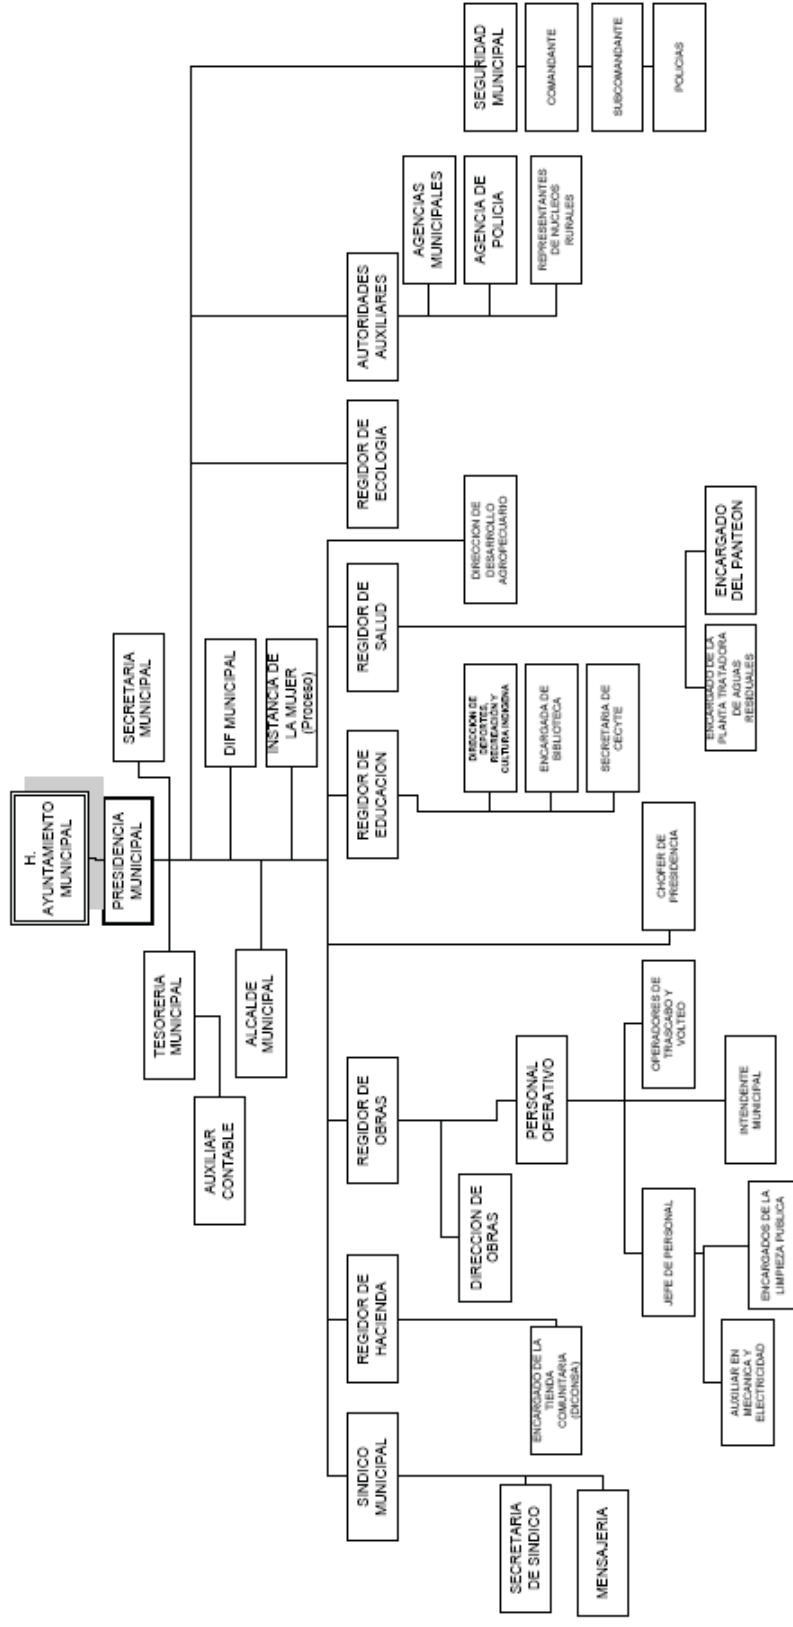 H.
AYUNTAMIENTO
MUNICIPAL
PRESIDENCIA
MUNICIPAL
SECRETARIA
MUNICIPAL
TESORERIA
MUNICIPAL
AUXILIAR
CONTABLE
DIF MUNICIPAL
ALCALDE
MUNICIPAL
INSTANCIA DE
LA MUJER
(Proceso)
SINDICO
MUNICIPAL
REGIDOR DE
HACIENDA
REGIDOR DE
OBRAS
REGIDOR DE
EDUCACION
REGIDOR DE
SALUD
REGIDOR DE
ECOLOGIA
AUTORIDADES
AUXILIARES
AGENCIAS
MUNICIPALES
AGENCIA DE
POLICIA
REPRESENTANTES
DE NUCLEOS
RURALES
SEGURIDAD
MUNICIPAL
COMANDANTE
SUBCOMANDANTE
POLICIAS
DIRECCION DE
DESARROLLO
AGROPECUARIO
DIRECCION DE
DEPORTES,
RECREACIÓN Y
CULTURA INDIGENA
ENCARGADA DE
BIBLIOTECA
SECRETARIA DE
CECYTE
ENCARGADO DE LA
PLANTA TRATADORA
DE AGUAS
RESIDUALES
ENCARGADO
DEL PANTEON
CHOFER DE
PRESIDENCIA
DIRECCION DE
OBRAS
PERSONAL
OPERATIVO
JEFE DE PERSONAL
OPERADORES DE
TRASCABO Y
VOLTEO
INTENDENTE
MUNICIPAL
AUXILIAR EN
MECANICA Y
ELECTRICIDAD
ENCARGADOS DE LA
LIMPIEZA PUBLICA
ENCARGADO DE LA
TIENDA
COMUNITARIA
(DICONSA)
SECRETARIA
DE SINDICO
MENSAJERIA